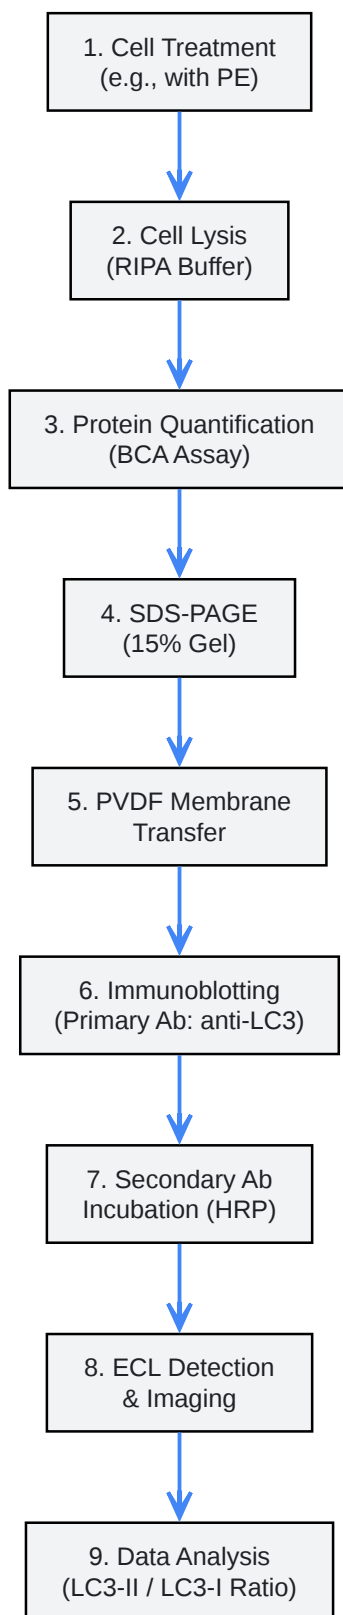 1. Cell Treatment
(e.g., with PE)
2. Cell Lysis
(RIPA Buffer)
3. Protein Quantification
(BCA Assay)
4. SDS-PAGE
(15% Gel)
5. PVDF Membrane
Transfer
6. Immunoblotting
(Primary Ab: anti-LC3)
7. Secondary Ab
Incubation (HRP)
8. ECL Detection
& Imaging
9. Data Analysis
(LC3-II / LC3-I Ratio)